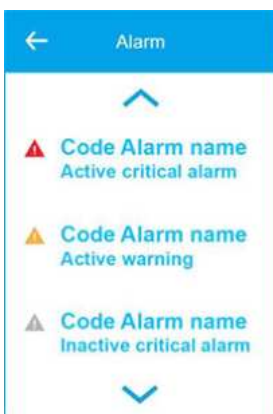 Alarm
Code Alarm name
Active critical alarm
Code Alarm name
Active warning
Code Alarm name
Inactive critical alarm